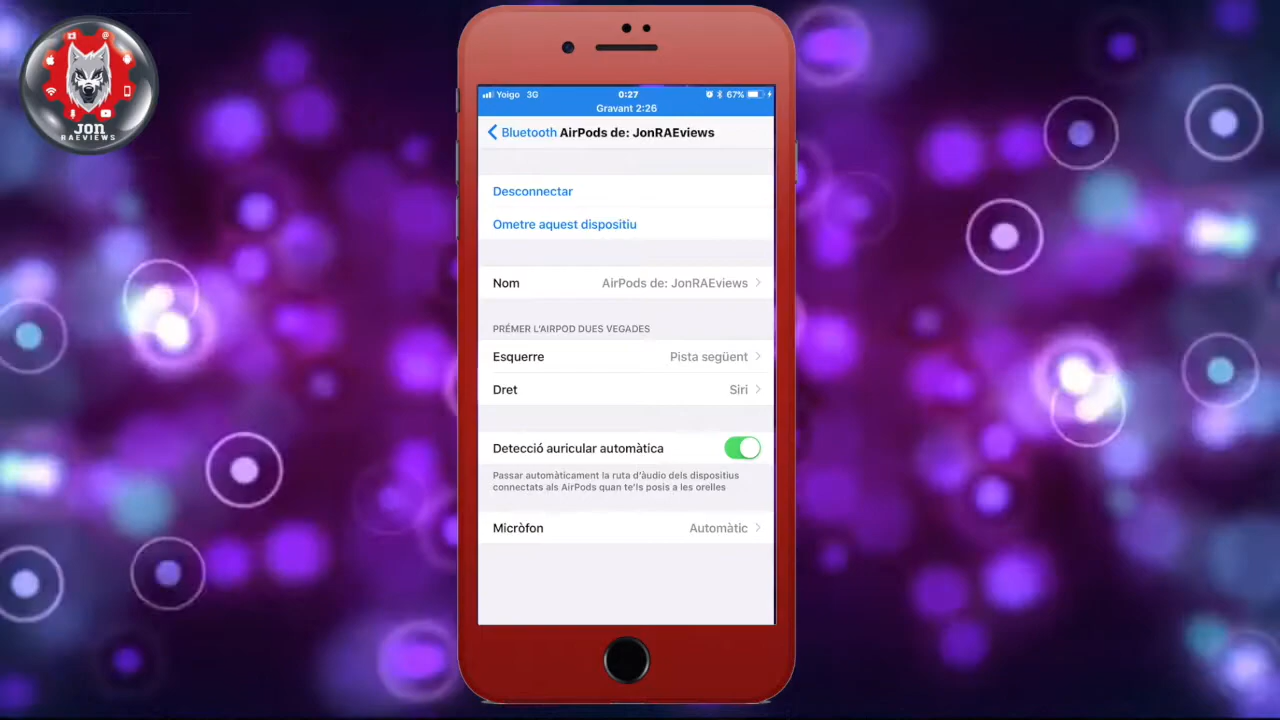 JON
RAEVIEWS
Yoigo 3G 0:27 67%
Gravant 2:26
Bluetooth AirPods de: JonRAEviews
Desconnectar
Ometre aquest dispositiu
Nom AirPods de: JonRAEviews
PRÉMER L'AIRPOD DUES VEGADES
Esquerre Pista següent
Dret Siri
Detecció auricular automàtica
Passar automàticament la ruta d'àudio dels dispositius
connectats als AirPods quan te'ls posis a les orelles
Micròfon Automàtic